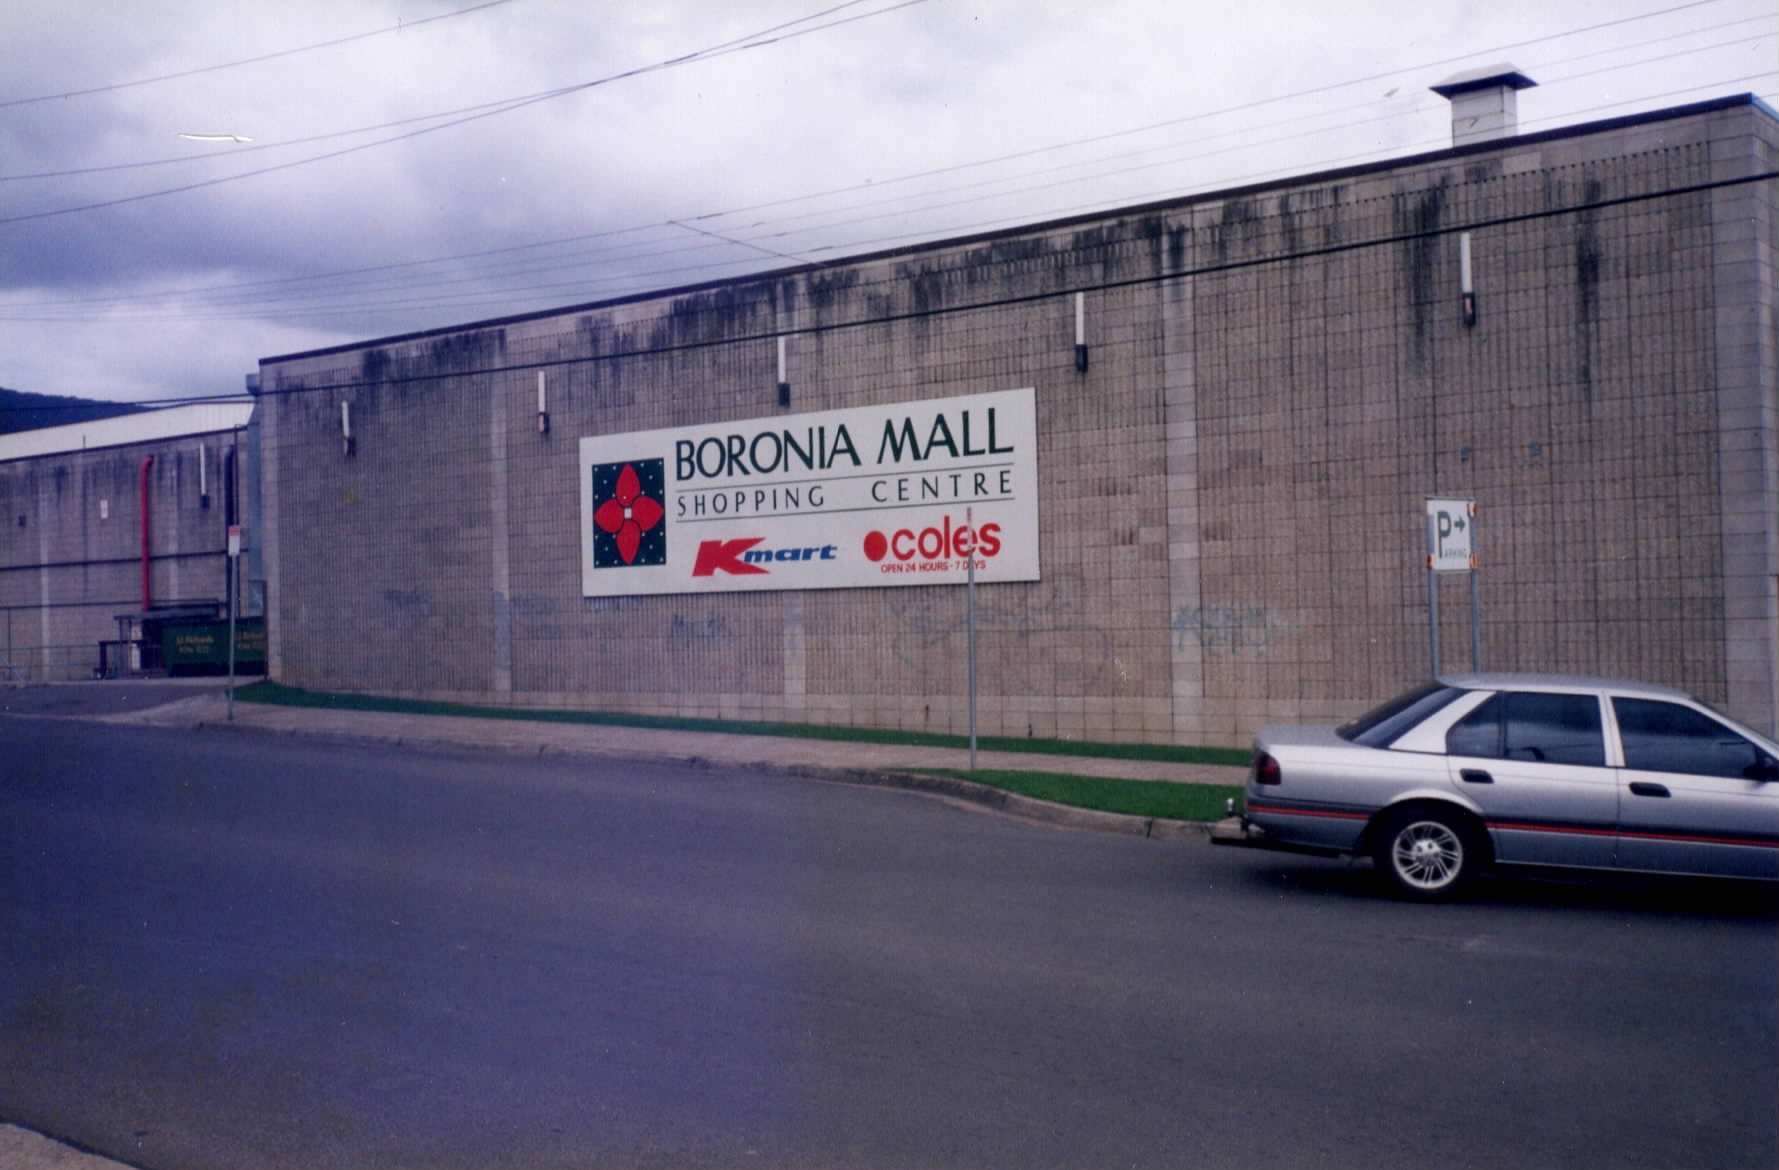 BORONIA MALL
SHOPPING CENTRE
Kmart
coles
OPEN 24 HOURS - 7 DAYS
P
PARKING